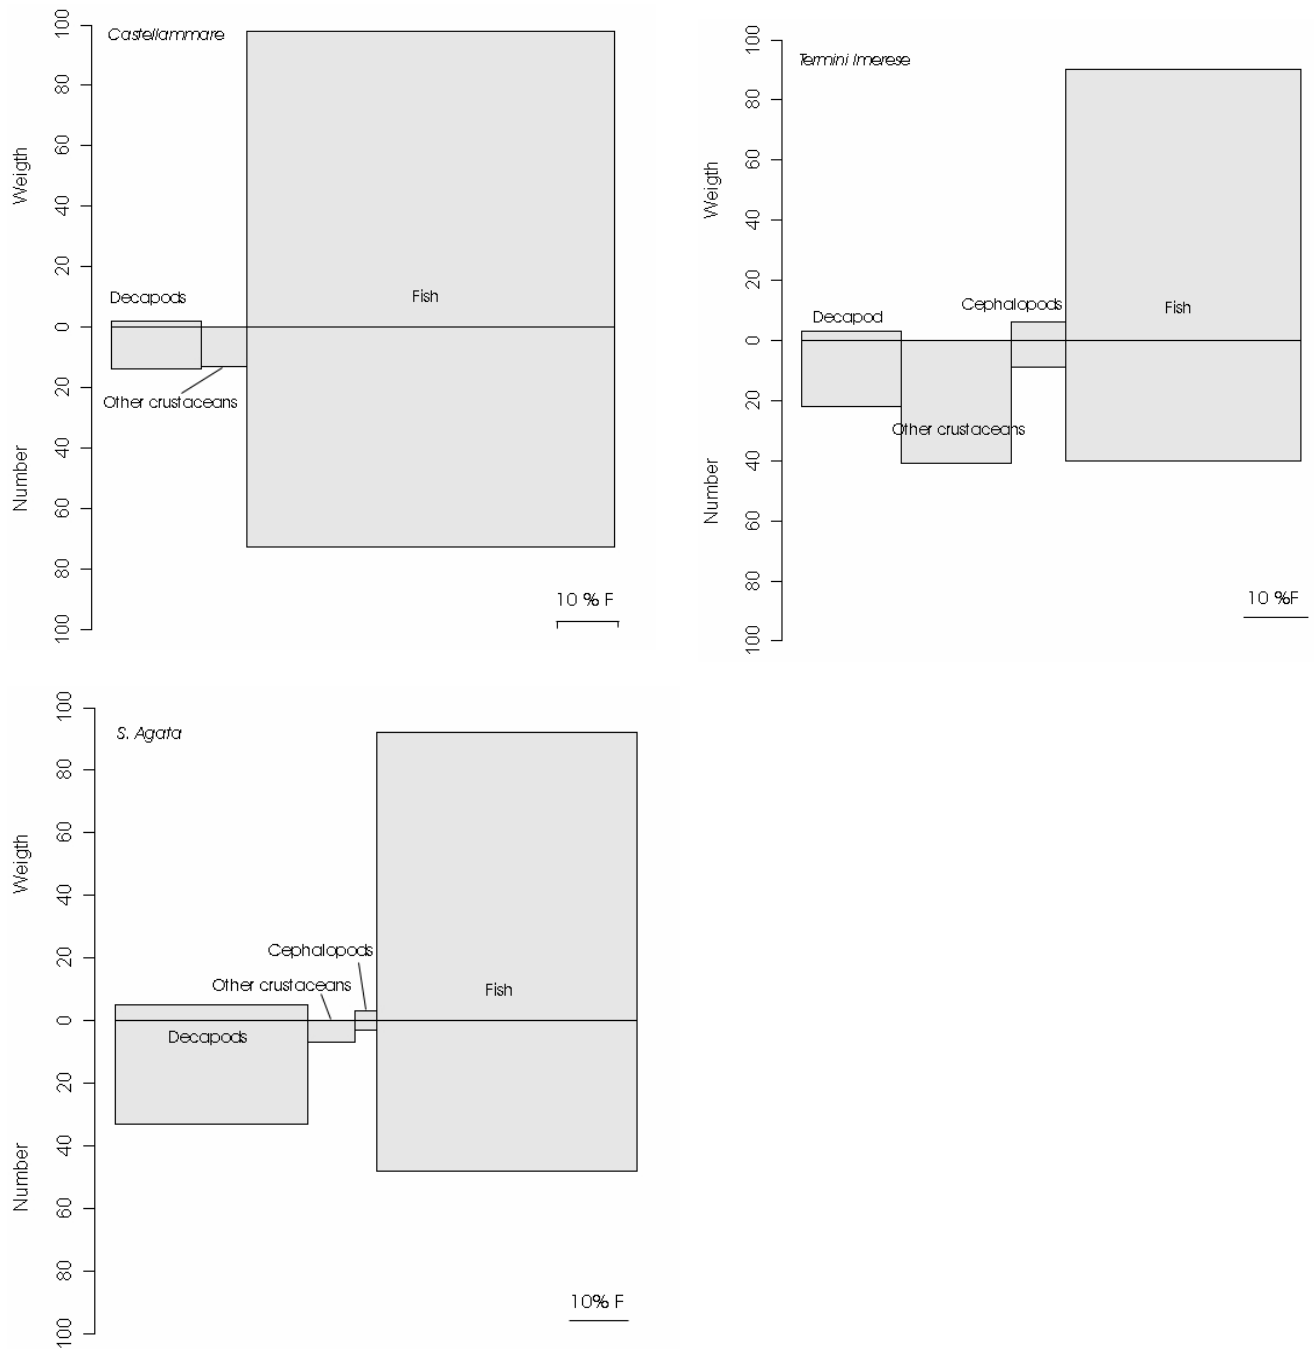 Castellammare
100
80
60
40
20
0
20
40
60
80
100
Weigth
Number
Decapods
Fish
Other crustaceans
10 % F
Termini Imerese
100
80
60
40
20
0
20
40
60
80
100
Weigth
Number
Decapod
Cephalopods
Fish
Other crustaceans
10 %F
S. Agata
100
80
60
40
20
0
20
40
60
80
100
Weigth
Number
Cephalopods
Other crustaceans
Fish
Decapods
10% F